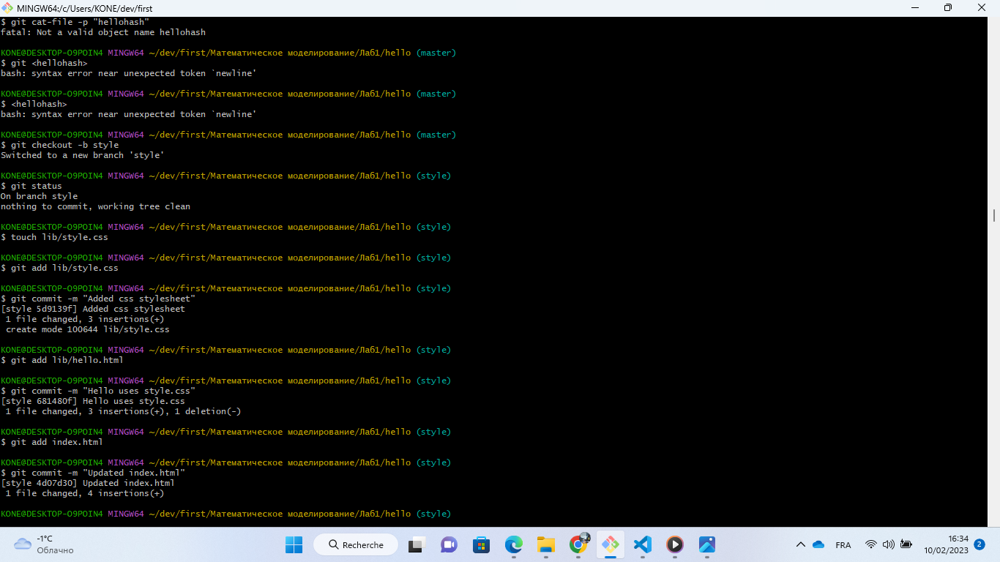 MINGW64:/c/Users/KONE/dev/first
$ git cat-file -p "hellohash"
fatal: Not a valid object name hellohash
KONE@DESKTOP-O9POIN4 MINGW64 ~/dev/first/Математическое моделирование/Лаб1/hello (master)
$ git <hellohash>
bash: syntax error near unexpected token `newline'
KONE@DESKTOP-O9POIN4 MINGW64 ~/dev/first/Математическое моделирование/Лаб1/hello (master)
$ <hellohash>
bash: syntax error near unexpected token `newline'
KONE@DESKTOP-O9POIN4 MINGW64 ~/dev/first/Математическое моделирование/Лаб1/hello (master)
$ git checkout -b style
Switched to a new branch 'style'
KONE@DESKTOP-O9POIN4 MINGW64 ~/dev/first/Математическое моделирование/Лаб1/hello (style)
$ git status
On branch style
nothing to commit, working tree clean
KONE@DESKTOP-O9POIN4 MINGW64 ~/dev/first/Математическое моделирование/Лаб1/hello (style)
$ touch lib/style.css
KONE@DESKTOP-O9POIN4 MINGW64 ~/dev/first/Математическое моделирование/Лаб1/hello (style)
$ git add lib/style.css
KONE@DESKTOP-O9POIN4 MINGW64 ~/dev/first/Математическое моделирование/Лаб1/hello (style)
$ git commit -m "Added css stylesheet"
[style 5d9139f] Added css stylesheet
1 file changed, 3 insertions(+)
create mode 100644 lib/style.css
KONE@DESKTOP-O9POIN4 MINGW64 ~/dev/first/Математическое моделирование/Лаб1/hello (style)
$ git add lib/hello.html
KONE@DESKTOP-O9POIN4 MINGW64 ~/dev/first/Математическое моделирование/Лаб1/hello (style)
$ git commit -m "Hello uses style.css"
[style 681480f] Hello uses style.css
1 file changed, 3 insertions(+), 1 deletion(-)
KONE@DESKTOP-O9POIN4 MINGW64 ~/dev/first/Математическое моделирование/Лаб1/hello (style)
$ git add index.html
KONE@DESKTOP-O9POIN4 MINGW64 ~/dev/first/Математическое моделирование/Лаб1/hello (style)
$ git commit -m "Updated index.html"
[style 4d07d30] Updated index.html
1 file changed, 4 insertions(+)
KONE@DESKTOP-O9POIN4 MINGW64 ~/dev/first/Математическое моделирование/Лаб1/hello (style)
-1°C
Облачно
Recherche
FRA
16:34
10/02/2023
2